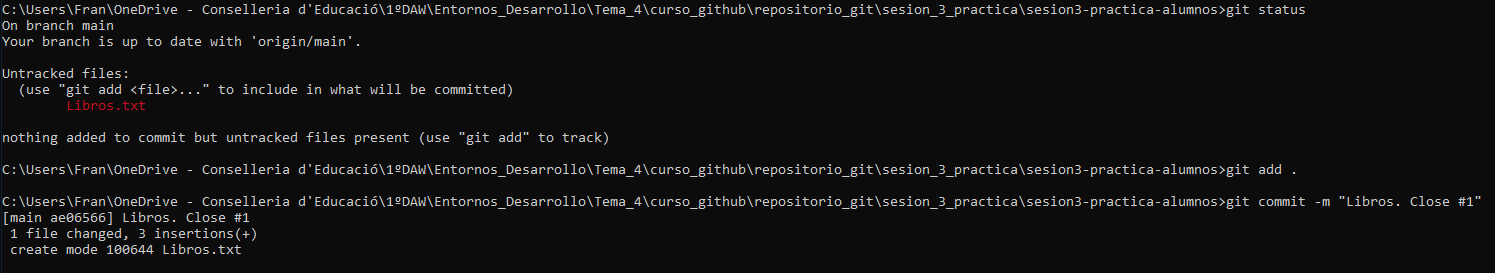 C:\Users\Fran\OneDrive - Conselleria d'Educació\1ºDAW\Entornos_Desarrollo\Tema_4\curso_github\repositorio_git\sesion_3_practica\sesion3-practica-alumnos>git status
On branch main
Your branch is up to date with 'origin/main'.
Untracked files:
  (use "git add <file>..." to include in what will be committed)
        Libros.txt
nothing added to commit but untracked files present (use "git add" to track)
C:\Users\Fran\OneDrive - Conselleria d'Educació\1ºDAW\Entornos_Desarrollo\Tema_4\curso_github\repositorio_git\sesion_3_practica\sesion3-practica-alumnos>git add .
C:\Users\Fran\OneDrive - Conselleria d'Educació\1ºDAW\Entornos_Desarrollo\Tema_4\curso_github\repositorio_git\sesion_3_practica\sesion3-practica-alumnos>git commit -m "Libros. Close #1"
[main ae06566] Libros. Close #1
 1 file changed, 3 insertions(+)
 create mode 100644 Libros.txt